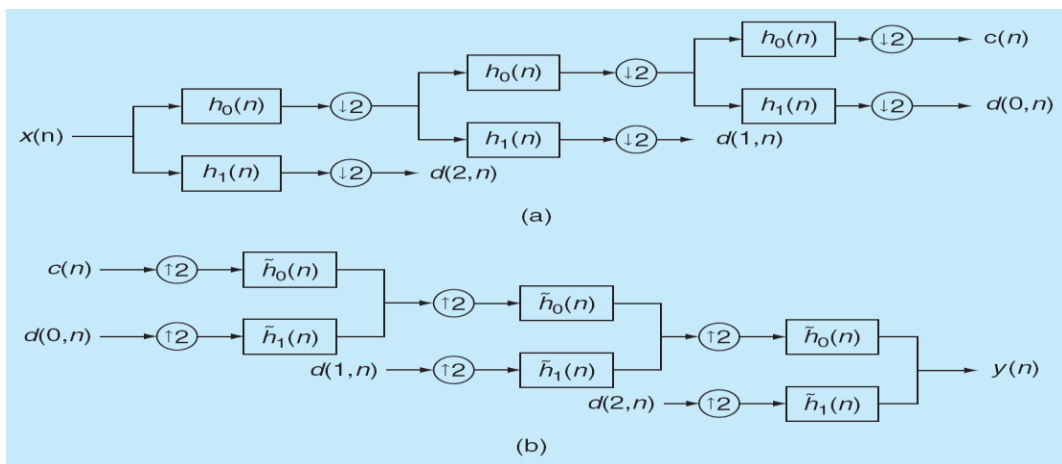 h₀(n) ↓2 c(n)
h₀(n) ↓2
h₀(n) ↓2 h₁(n) ↓2 d(0,n)
x(n)
h₁(n) ↓2 d(1,n)
h₁(n) ↓2 d(2,n)
(a)
c(n) ↑2 h̃₀(n)
↑2 h̃₀(n)
d(0,n) ↑2 h̃₁(n) ↑2 h̃₀(n)
d(1,n) ↑2 h̃₁(n) y(n)
d(2,n) ↑2 h̃₁(n)
(b)